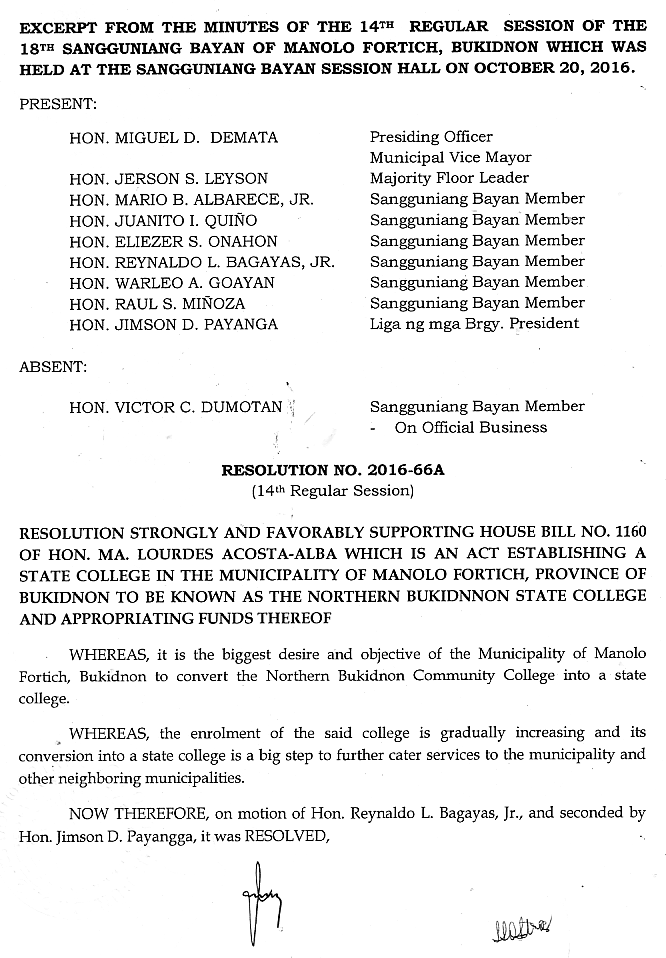 EXCERPT FROM THE MINUTES OF THE 14TH REGULAR SESSION OF THE
18TH SANGGUNIANG BAYAN OF MANOLO FORTICH, BUKIDNON WHICH WAS
HELD AT THE SANGGUNIANG BAYAN SESSION HALL ON OCTOBER 20, 2016.
PRESENT:
HON. MIGUEL D. DEMATA Presiding Officer
Municipal Vice Mayor
HON. JERSON S. LEYSON Majority Floor Leader
HON. MARIO B. ALBARECE, JR. Sangguniang Bayan Member
HON. JUANITO I. QUIÑO Sangguniang Bayan Member
HON. ELIEZER S. ONAHON Sangguniang Bayan Member
HON. REYNALDO L. BAGAYAS, JR. Sangguniang Bayan Member
HON. WARLEO A. GOAYAN Sangguniang Bayan Member
HON. RAUL S. MIÑOZA Sangguniang Bayan Member
HON. JIMSON D. PAYANGA Liga ng mga Brgy. President
ABSENT:
HON. VICTOR C. DUMOTAN Sangguniang Bayan Member
- On Official Business
RESOLUTION NO. 2016-66A
(14th Regular Session)
RESOLUTION STRONGLY AND FAVORABLY SUPPORTING HOUSE BILL NO. 1160
OF HON. MA. LOURDES ACOSTA-ALBA WHICH IS AN ACT ESTABLISHING A
STATE COLLEGE IN THE MUNICIPALITY OF MANOLO FORTICH, PROVINCE OF
BUKIDNON TO BE KNOWN AS THE NORTHERN BUKIDNNON STATE COLLEGE
AND APPROPRIATING FUNDS THEREOF
WHEREAS, it is the biggest desire and objective of the Municipality of Manolo
Fortich, Bukidnon to convert the Northern Bukidnon Community College into a state
college.
WHEREAS, the enrolment of the said college is gradually increasing and its
conversion into a state college is a big step to further cater services to the municipality and
other neighboring municipalities.
NOW THEREFORE, on motion of Hon. Reynaldo L. Bagayas, Jr., and seconded by
Hon. Jimson D. Payangga, it was RESOLVED,